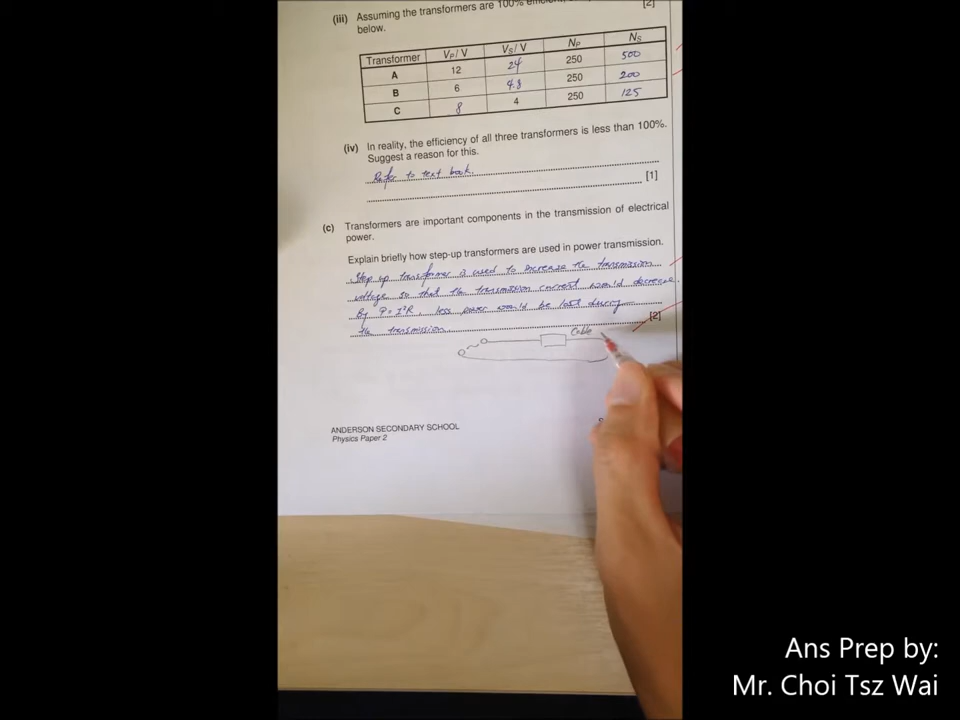 (iii) Assuming the transformers are 100% [2]
below.
Transformer VP/ V VS/ V NP NS
A 12 24 250 500
B 6 4.8 250 200
C 8 4 250 125
(iv) In reality, the efficiency of all three transformers is less than 100%.
Suggest a reason for this.
Refer to text book.
[1]
(c) Transformers are important components in the transmission of electrical
power.
Explain briefly how step-up transformers are used in power transmission.
Step up transformer is used to increase the transmission
voltage so that the transmission current would decrease.
By P = I²R, less power would be lost during
the transmission. [2]
Cable
ANDERSON SECONDARY SCHOOL
Physics Paper 2
Ans Prep by:
Mr. Choi Tsz Wai